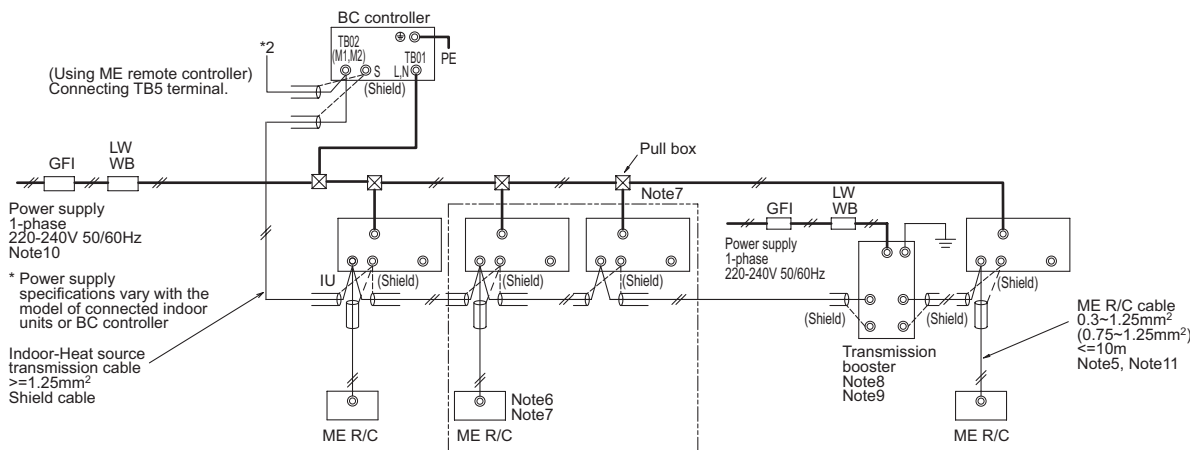 BC controller
*2
TB02
(M1,M2)
S
L,N
TB01
PE
(Shield)
(Using ME remote controller)
Connecting TB5 terminal.
GFI
LW
WB
Pull box
Note7
Power supply
1-phase
220-240V 50/60Hz
Note10
* Power supply
specifications vary with the
model of connected indoor
units or BC controller
Indoor-Heat source
transmission cable
>=1.25mm²
Shield cable
IU
(Shield)
(Shield)
(Shield)
GFI
LW
WB
Power supply
1-phase
220-240V 50/60Hz
(Shield)
(Shield)
(Shield)
Transmission
booster
Note8
Note9
ME R/C cable
0.3~1.25mm²
(0.75~1.25mm²)
<=10m
Note5, Note11
Note6
Note7
ME R/C
ME R/C
ME R/C